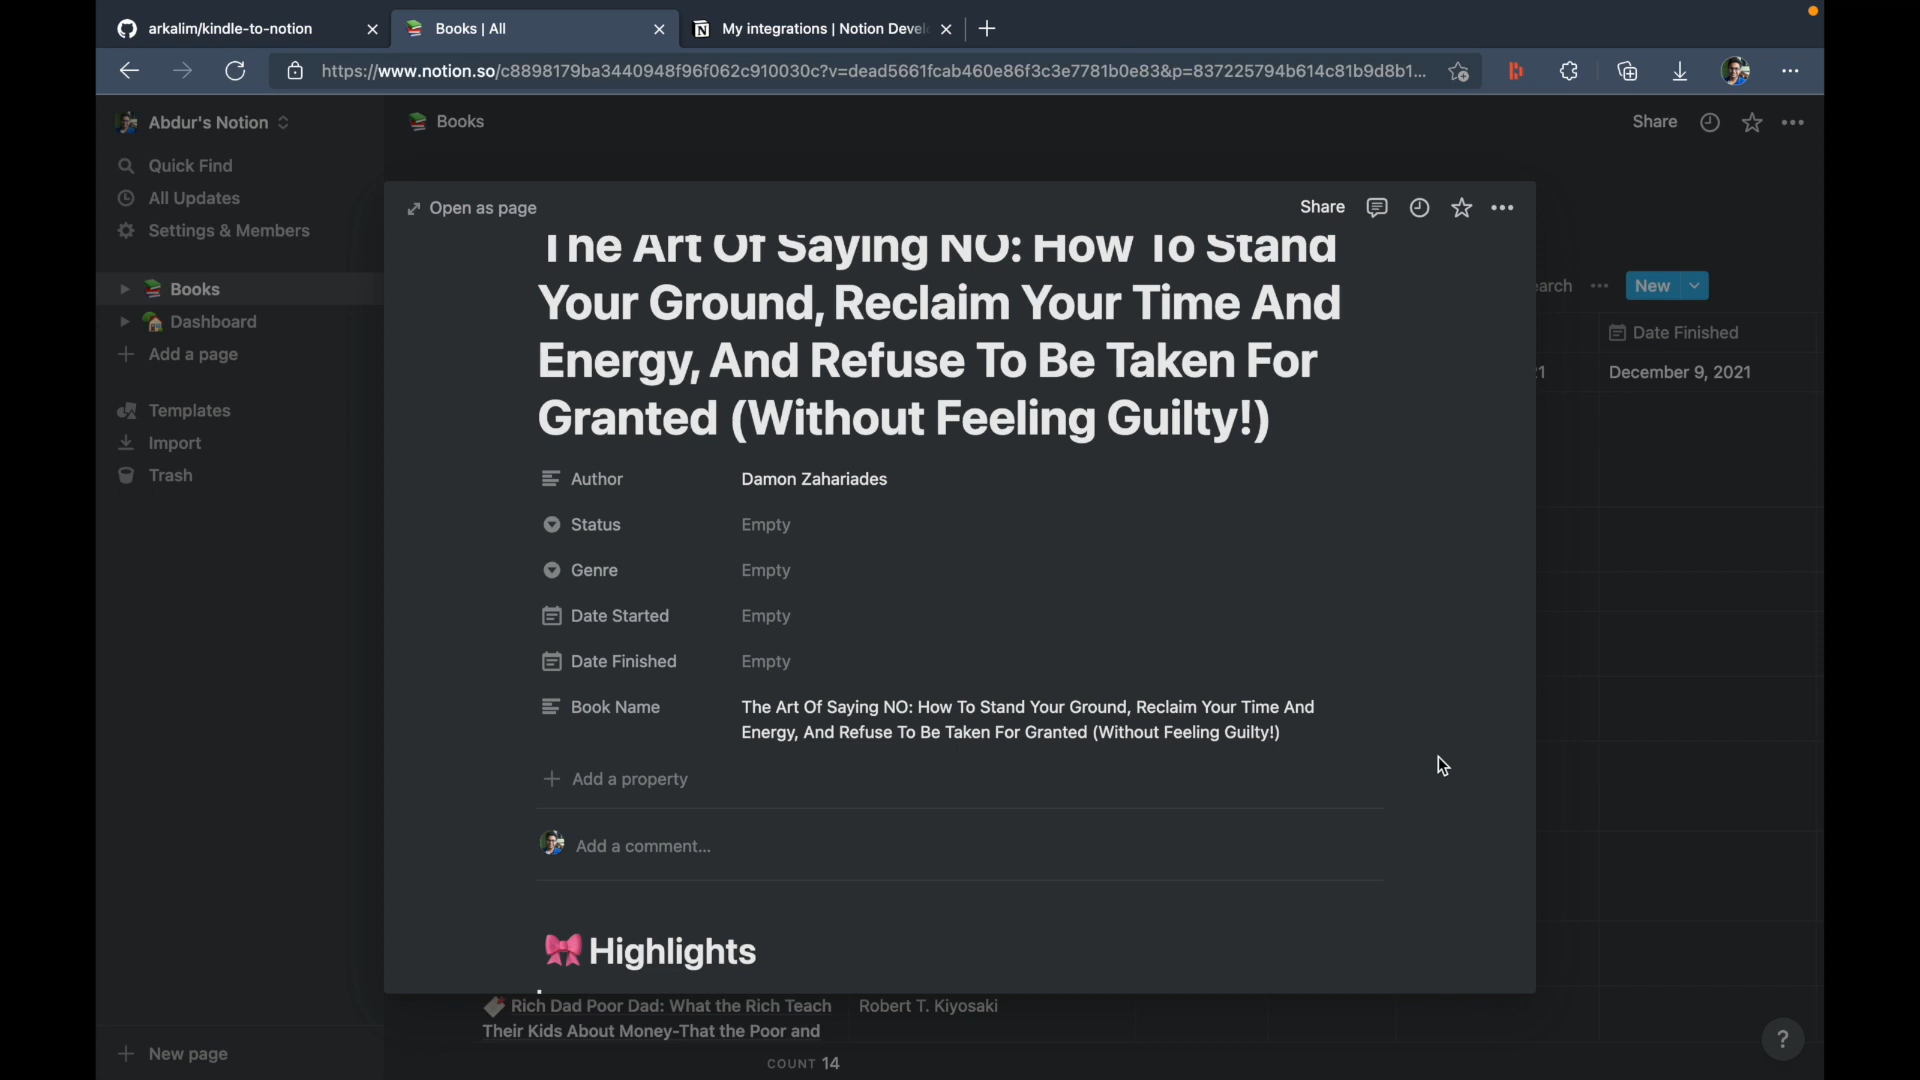 arkalim/kindle-to-notion
Books | All
My integrations | Notion Devel
https://www.notion.so/c8898179ba3440948f96f062c910030c?v=dead5661fcab460e86f3c3e7781b0e83&p=837225794b614c81b9d8b1...
Abdur's Notion
Books
Share
Quick Find
All Updates
Settings & Members
Books
Dashboard
Add a page
Templates
Import
Trash
New page
Open as page
Share
The Art Of Saying NO: How To Stand
Your Ground, Reclaim Your Time And
Energy, And Refuse To Be Taken For
Granted (Without Feeling Guilty!)
Author Damon Zahariades
Status Empty
Genre Empty
Date Started Empty
Date Finished Empty
Book Name The Art Of Saying NO: How To Stand Your Ground, Reclaim Your Time And
Energy, And Refuse To Be Taken For Granted (Without Feeling Guilty!)
Add a property
Add a comment...
Highlights
earch
New
Date Finished
1 December 9, 2021
Rich Dad Poor Dad: What the Rich Teach Robert T. Kiyosaki
Their Kids About Money-That the Poor and
COUNT 14
?